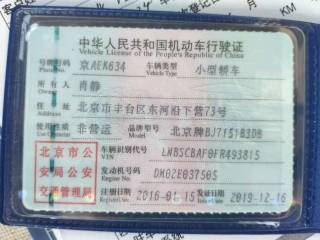 KM
中华人民共和国机动车行驶证
Vehicle License of the People's Republic of China
号牌号码 京AEK634 车辆类型 小型轿车
Plate No. Vehicle Type
所有人 肖静
Owner
住址 北京市丰台区东河沿下营73号
Address
使用性质 非营运 品牌型号 北京牌BJ7151B3DB
Use Character Model
北京市公安局公安交通管理局
车辆识别代号 LNBSCBAF0FR493815
VIN
发动机号码 DM02E037505
Engine No.
注册日期 2016-01-15 发证日期 2019-12-16
Register Date Issue Date